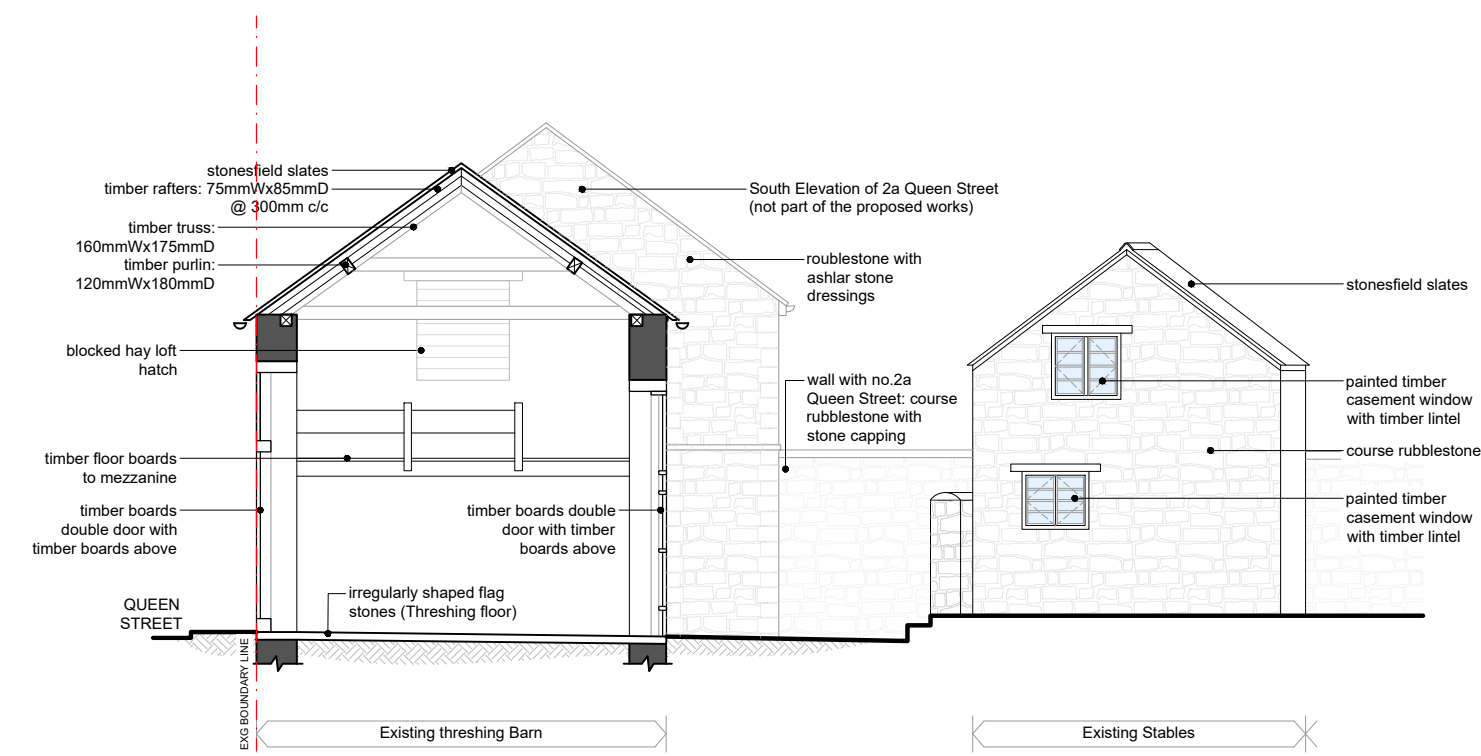 stonesfield slates
timber rafters: 75mmWx85mmD
@ 300mm c/c
timber truss:
160mmWx175mmD
timber purlin:
120mmWx180mmD
blocked hay loft
hatch
timber floor boards
to mezzanine
timber boards
double door with
timber boards above
QUEEN
STREET
EXG BOUNDARY LINE
irregularly shaped flag
stones (Threshing floor)
timber boards double
door with timber
boards above
South Elevation of 2a Queen Street
(not part of the proposed works)
roublestone with
ashlar stone
dressings
wall with no.2a
Queen Street: course
rubblestone with
stone capping
stonesfield slates
painted timber
casement window
with timber lintel
course rubblestone
painted timber
casement window
with timber lintel
Existing threshing Barn
Existing Stables